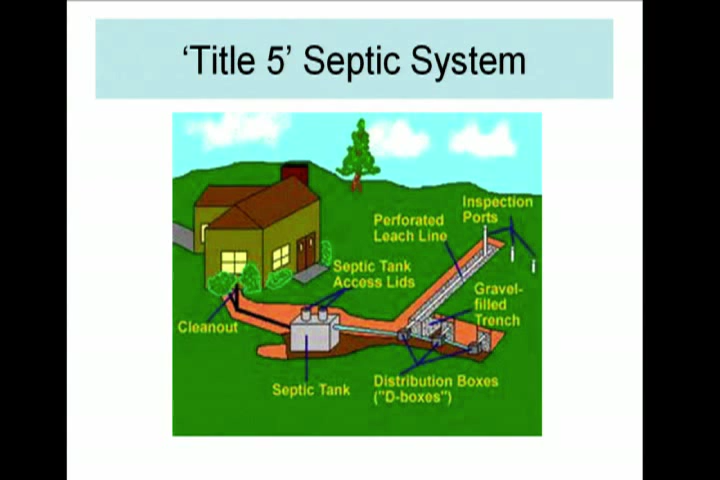 'Title 5' Septic System
Inspection
Ports
Perforated
Leach Line
Septic Tank
Access Lids
Gravel-
filled
Trench
Cleanout
Septic Tank
Distribution Boxes
("D-boxes")